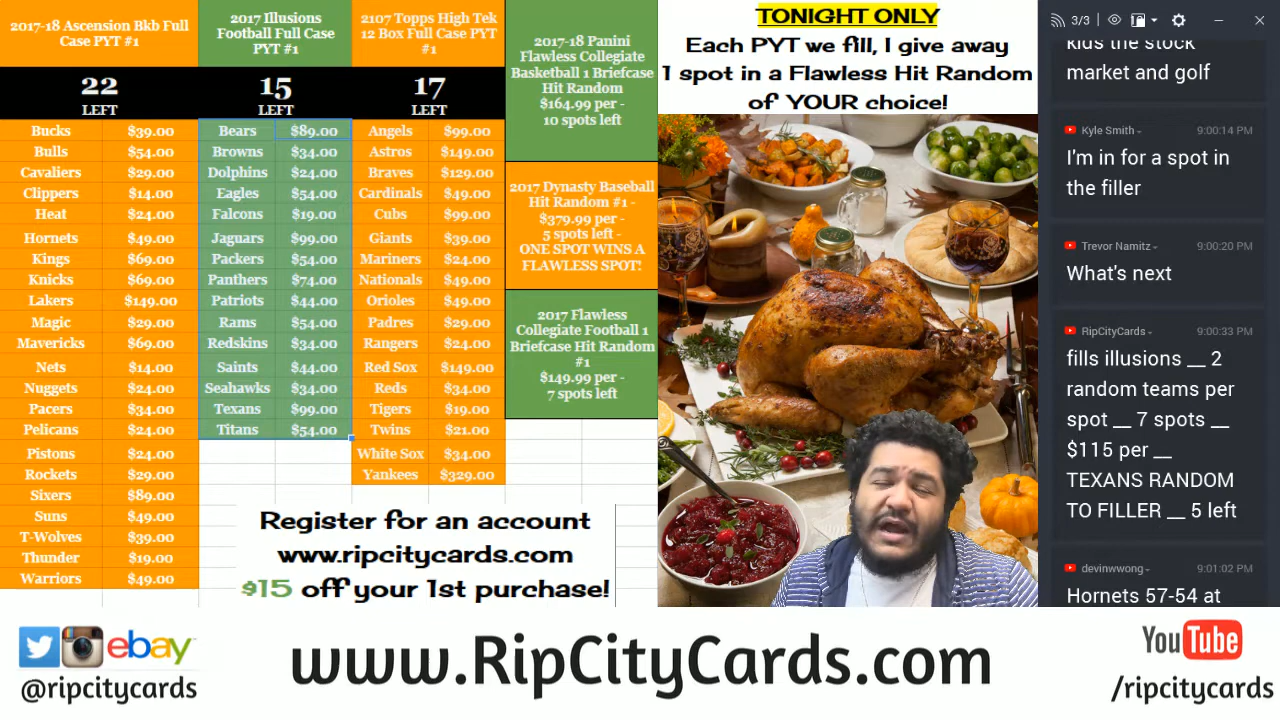 2017-18 Ascension Bkb Full
Case PYT #1
22
LEFT
Bucks $39.00
Bulls $54.00
Cavaliers $29.00
Clippers $14.00
Heat $24.00
Hornets $49.00
Kings $69.00
Knicks $69.00
Lakers $149.00
Magic $29.00
Mavericks $69.00
Nets $14.00
Nuggets $24.00
Pacers $34.00
Pelicans $24.00
Pistons $24.00
Rockets $29.00
Sixers $89.00
Suns $49.00
T-Wolves $39.00
Thunder $19.00
Warriors $49.00
2017 Illusions
Football Full Case
PYT #1
15
LEFT
Bears $89.00
Browns $34.00
Dolphins $24.00
Eagles $54.00
Falcons $19.00
Jaguars $99.00
Packers $54.00
Panthers $74.00
Patriots $44.00
Rams $54.00
Redskins $34.00
Saints $44.00
Seahawks $34.00
Texans $99.00
Titans $54.00
2107 Topps High Tek
12 Box Full Case PYT
#1
17
LEFT
Angels $99.00
Astros $149.00
Braves $129.00
Cardinals $49.00
Cubs $99.00
Giants $39.00
Mariners $24.00
Nationals $49.00
Orioles $49.00
Padres $29.00
Rangers $24.00
Red Sox $149.00
Reds $34.00
Tigers $19.00
Twins $21.00
White Sox $34.00
Yankees $329.00
2017-18 Panini
Flawless Collegiate
Basketball 1 Briefcase
Hit Random
$164.99 per -
10 spots left
2017 Dynasty Baseball
Hit Random #1 -
$379.99 per -
5 spots left -
ONE SPOT WINS A
FLAWLESS SPOT!
2017 Flawless
Collegiate Football 1
Briefcase Hit Random
#1
$149.99 per -
7 spots left
Register for an account
www.ripcitycards.com
$15 off your 1st purchase!
TONIGHT ONLY
Each PYT we fill, I give away
1 spot in a Flawless Hit Random
of YOUR choice!
3/3
kids the stock
market and golf
Kyle Smith 9:00:14 PM
I'm in for a spot in
the filler
Trevor Namitz 9:00:20 PM
What's next
RipCityCards 9:00:33 PM
fills illusions __ 2
random teams per
spot __ 7 spots __
$115 per __
TEXANS RANDOM
TO FILLER __ 5 left
devinwwong 9:01:02 PM
Hornets 57-54 at
ebay
@ripcitycards
www.RipCityCards.com
YouTube
/ripcitycards